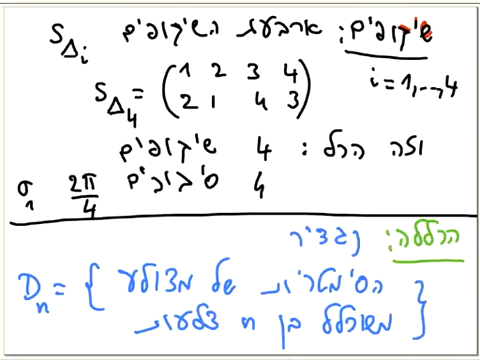 שיקופים: ארבעת השיקופים S_{Δ_i}
i=1,...,4 S_{Δ_4} = (1 2 3 4 / 2 1 4 3)
וזה הכל: 4 שיקופים
4 סיבובים 2π/4 σ_1
הכללה: נגדיר
D_n = { הסימטריות של מצולע
משוכלל בן n צלעות }